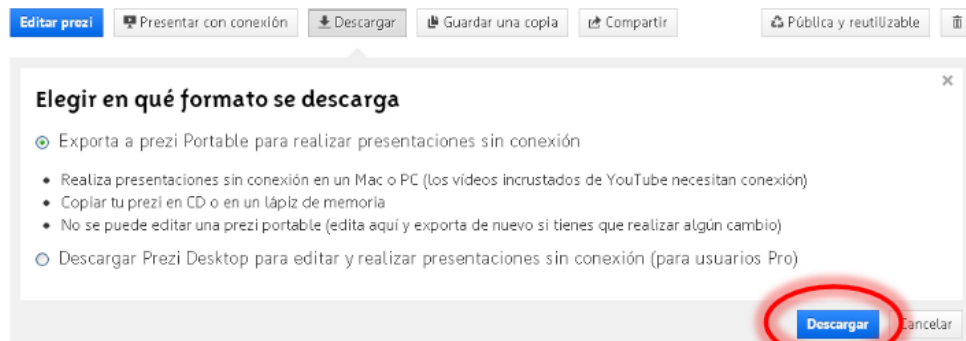 Editar prezi Presentar con conexión Descargar Guardar una copia Compartir Pública y reutilizable
Elegir en qué formato se descarga
Exporta a prezi Portable para realizar presentaciones sin conexión
Realiza presentaciones sin conexión en un Mac o PC (los vídeos incrustados de YouTube necesitan conexión)
Copiar tu prezi en CD o en un lápiz de memoria
No se puede editar una prezi portable (edita aquí y exporta de nuevo si tienes que realizar algún cambio)
Descargar Prezi Desktop para editar y realizar presentaciones sin conexión (para usuarios Pro)
Descargar Cancelar